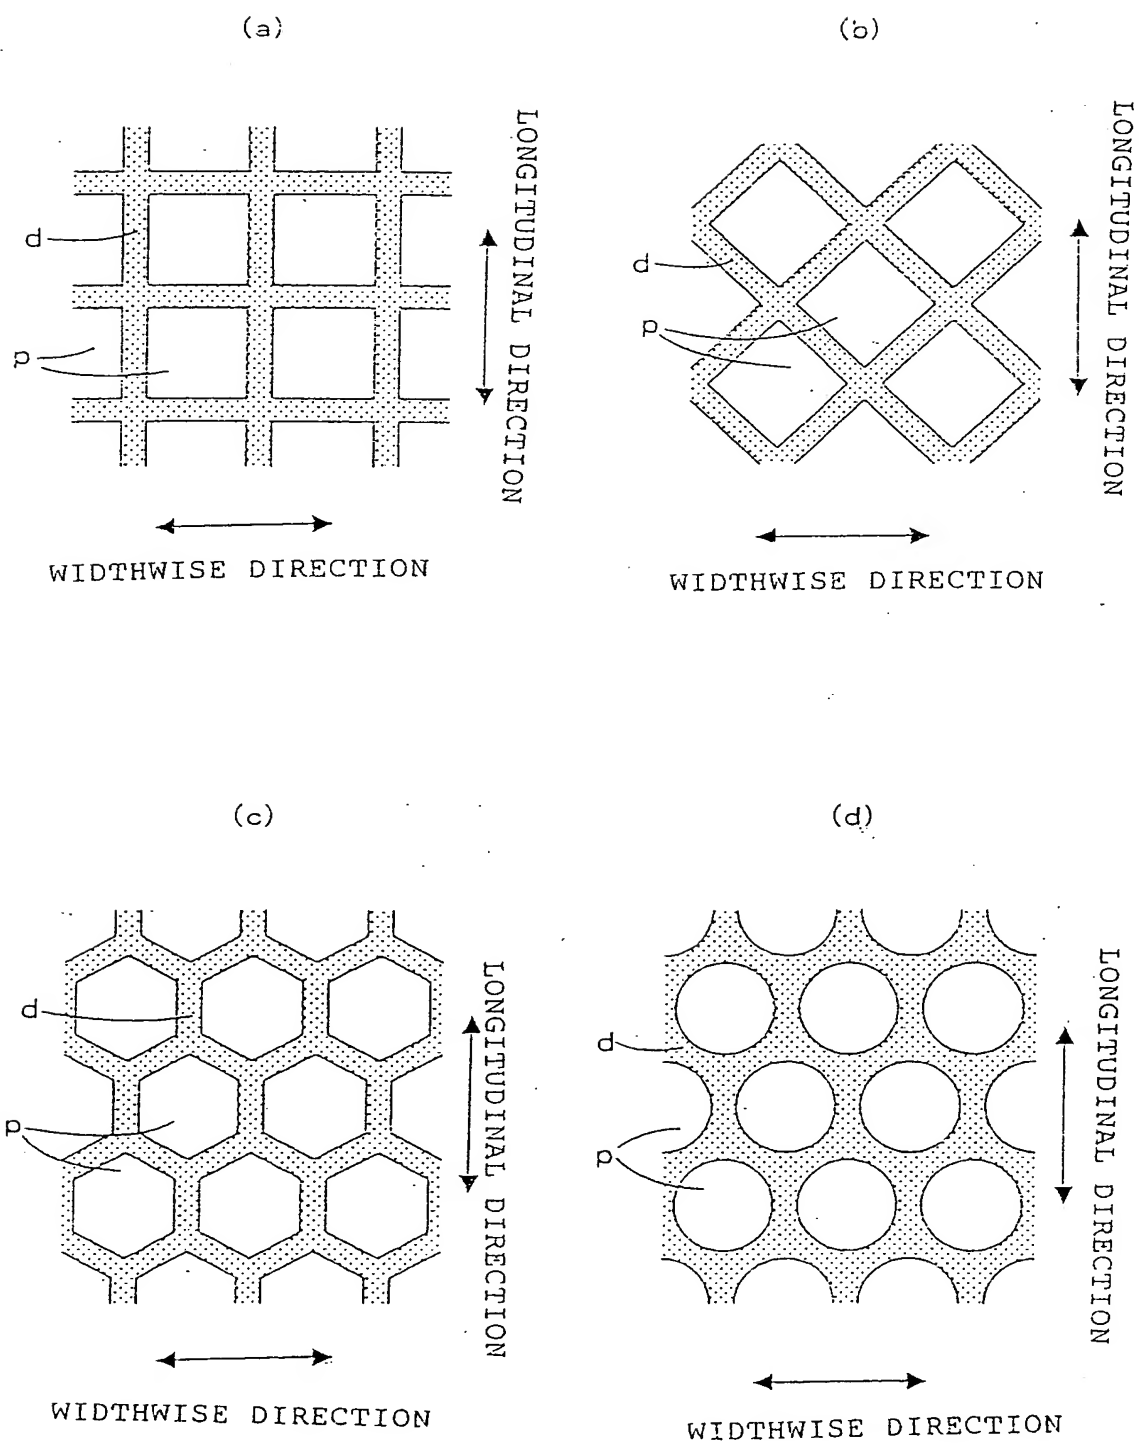 (a)
LONGITUDINAL DIRECTION
d
p
WIDTHWISE DIRECTION
(b)
LONGITUDINAL DIRECTION
d
p
WIDTHWISE DIRECTION
(c)
LONGITUDINAL DIRECTION
d
p
WIDTHWISE DIRECTION
(d)
LONGITUDINAL DIRECTION
d
p
WIDTHWISE DIRECTION